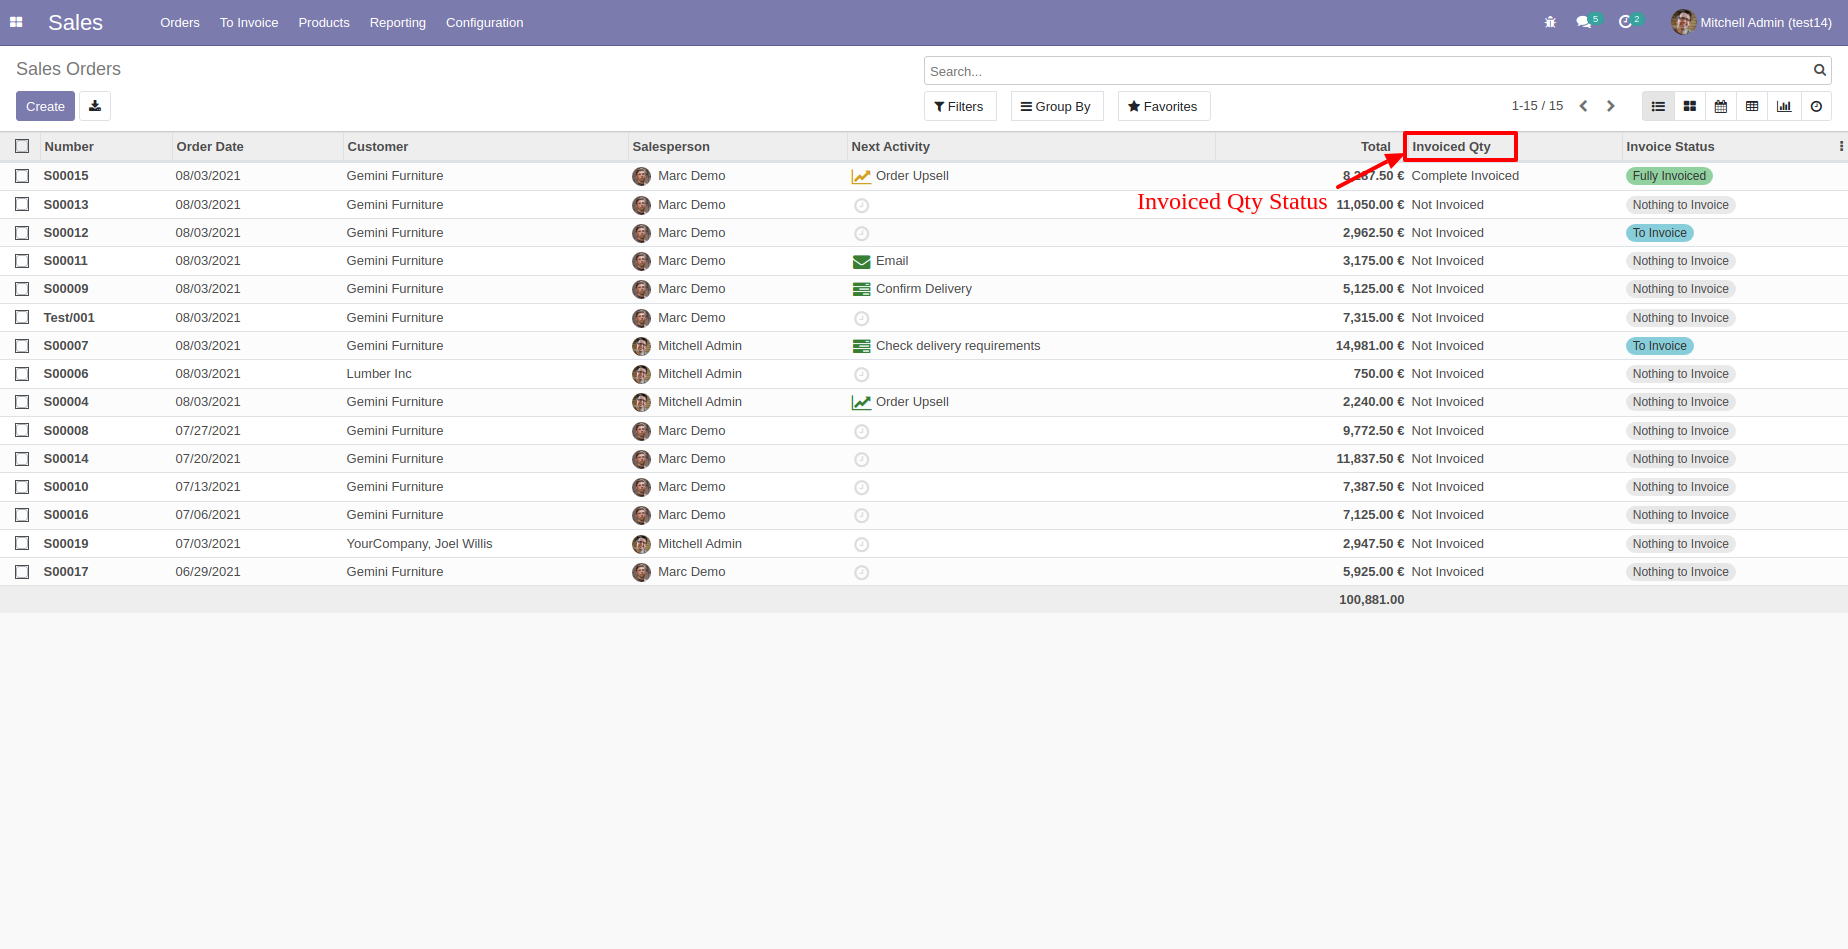 Sales Orders To Invoice Products Reporting Configuration 5 2 Mitchell Admin (test14)
Sales Orders
Search...
Create Filters Group By Favorites 1-15 / 15
Number Order Date Customer Salesperson Next Activity Total Invoiced Qty Invoice Status
S00015 08/03/2021 Gemini Furniture Marc Demo Order Upsell 8,287.50 € Complete Invoiced Fully Invoiced
Invoiced Qty Status
S00013 08/03/2021 Gemini Furniture Marc Demo 11,050.00 € Not Invoiced Nothing to Invoice
S00012 08/03/2021 Gemini Furniture Marc Demo 2,962.50 € Not Invoiced To Invoice
S00011 08/03/2021 Gemini Furniture Marc Demo Email 3,175.00 € Not Invoiced Nothing to Invoice
S00009 08/03/2021 Gemini Furniture Marc Demo Confirm Delivery 5,125.00 € Not Invoiced Nothing to Invoice
Test/001 08/03/2021 Gemini Furniture Marc Demo 7,315.00 € Not Invoiced Nothing to Invoice
S00007 08/03/2021 Gemini Furniture Mitchell Admin Check delivery requirements 14,981.00 € Not Invoiced To Invoice
S00006 08/03/2021 Lumber Inc Mitchell Admin 750.00 € Not Invoiced Nothing to Invoice
S00004 08/03/2021 Gemini Furniture Mitchell Admin Order Upsell 2,240.00 € Not Invoiced Nothing to Invoice
S00008 07/27/2021 Gemini Furniture Marc Demo 9,772.50 € Not Invoiced Nothing to Invoice
S00014 07/20/2021 Gemini Furniture Marc Demo 11,837.50 € Not Invoiced Nothing to Invoice
S00010 07/13/2021 Gemini Furniture Marc Demo 7,387.50 € Not Invoiced Nothing to Invoice
S00016 07/06/2021 Gemini Furniture Marc Demo 7,125.00 € Not Invoiced Nothing to Invoice
S00019 07/03/2021 YourCompany, Joel Willis Mitchell Admin 2,947.50 € Not Invoiced Nothing to Invoice
S00017 06/29/2021 Gemini Furniture Marc Demo 5,925.00 € Not Invoiced Nothing to Invoice
100,881.00